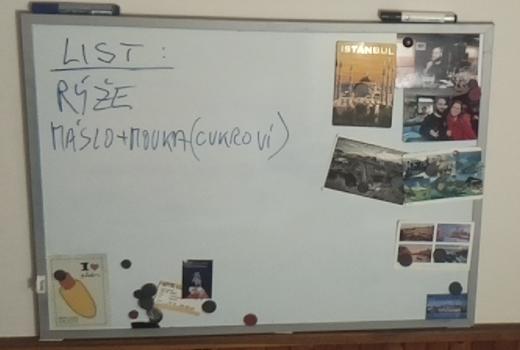 LIST:
RÝŽE
MÁSLO+MOUKA(CUKROVÍ)
ISTANBUL
I ❤